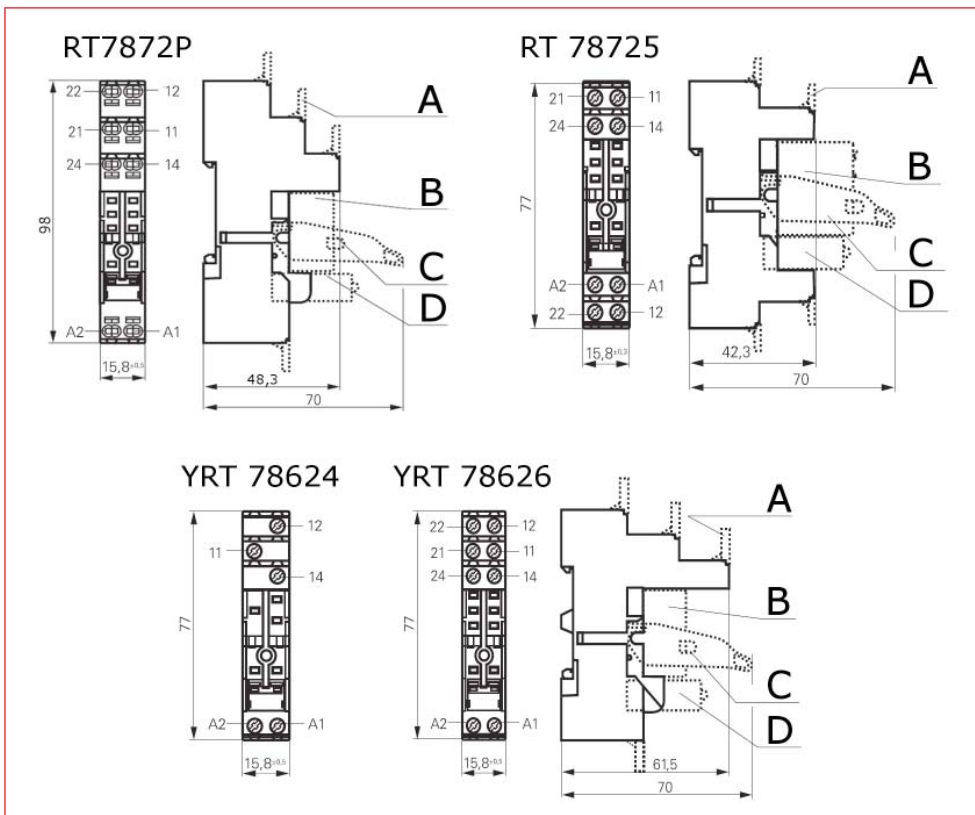 RT7872P
22 12
21 11
24 14
A2 A1
98
15,8±0,5
48,3
70
A
B
C
D
RT 78725
21 11
24 14
A2 A1
22 12
77
15,8±0,3
42,3
70
A
B
C
D
YRT 78624
12
11
14
A2 A1
77
15,8±0,5
YRT 78626
22 12
21 11
24 14
A2 A1
77
15,8±0,5
61,5
70
A
B
C
D